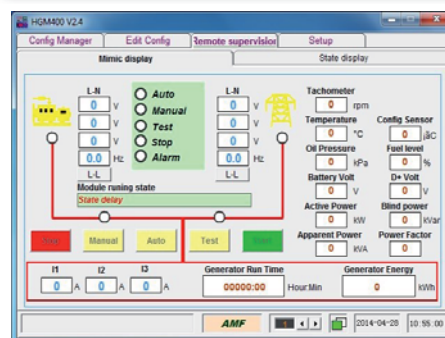 HGM400 V2.4
Config Manager Edit Config Remote supervision Setup
Mimic display State display
L-N L-N
0 V 0 V
0 V 0 V
0 V 0 V
0.0 Hz 0.0 Hz
L-L L-L
Auto
Manual
Test
Stop
Alarm
Module runing state
State delay
Manual Auto Test
Tachometer
0 rpm
Temperature Config Sensor
0 °C 0
Oil Pressure Fuel level
0 kPa 0 %
Battery Volt D+ Volt
0 V 0 V
Active Power Blind power
0 kW 0 kVar
Apparent Power Power Factor
0 kVA 0
I1 I2 I3 Generator Run Time Generator Energy
0 A 0 A 0 A 00000:00 Hour:Min 0 kWh
AMF 1 2014-04-28 10:55:00